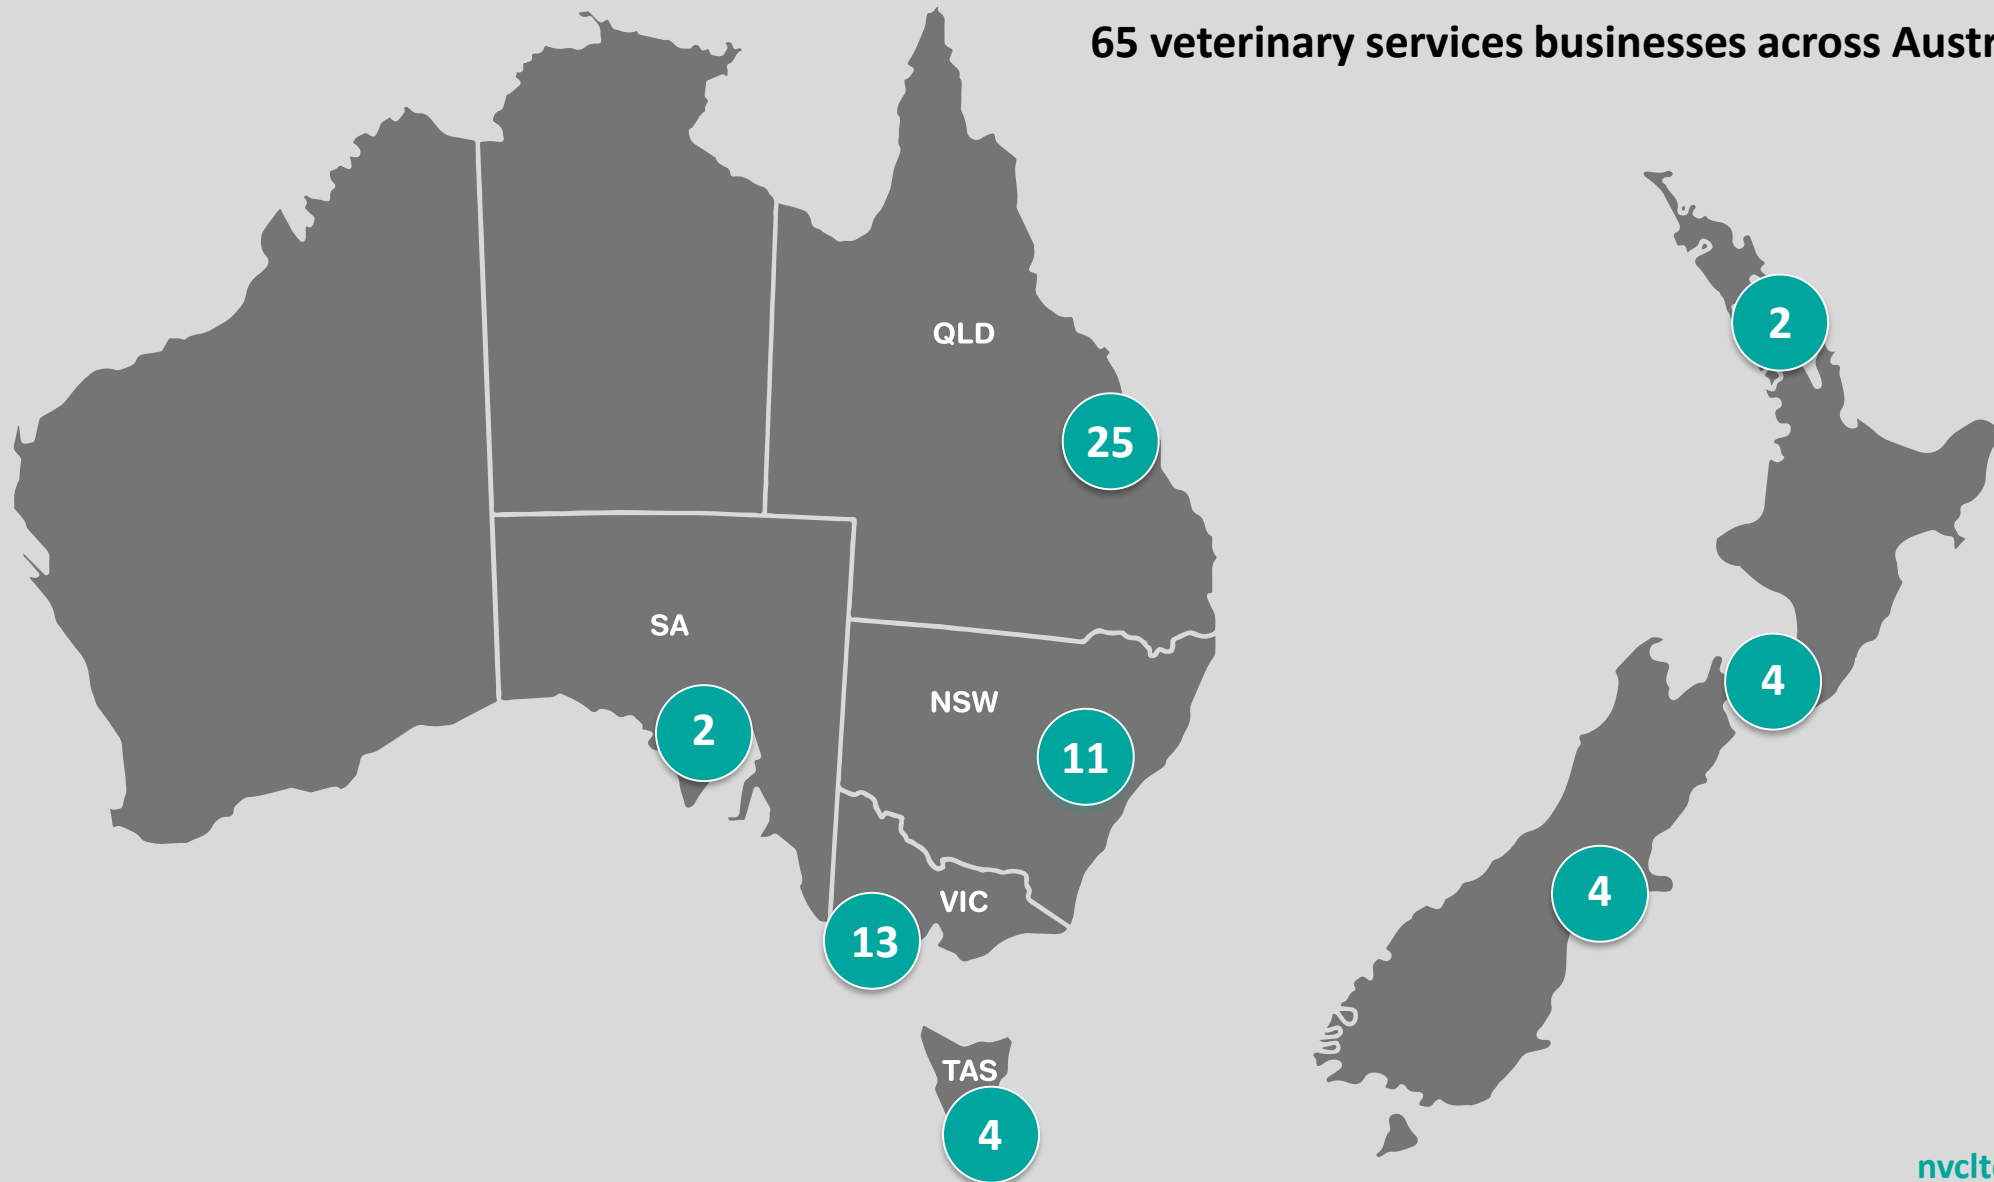 65 veterinary services businesses across Austr
2
QLD
25
SA
2
4
NSW
11
4
VIC
13
TAS
4
nvclt